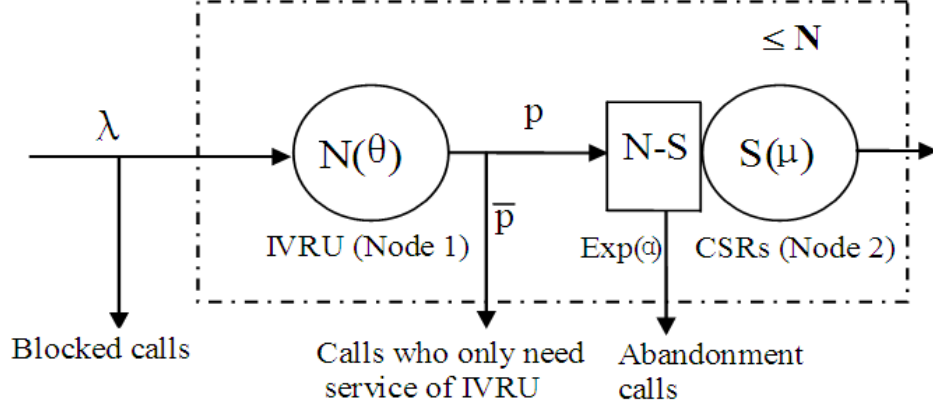 ≤ N
λ
N(θ)
p
N-S
S(μ)
p̅
IVRU (Node 1)
Exp(α)
CSRs (Node 2)
Blocked calls
Calls who only need
service of IVRU
Abandonment
calls